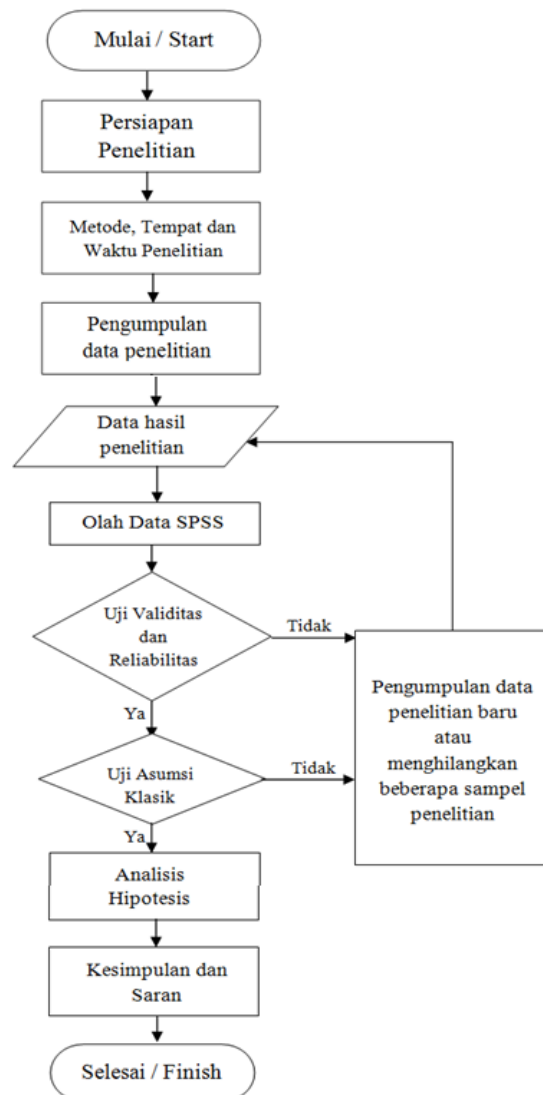 Mulai / Start
Persiapan
Penelitian
Metode, Tempat dan
Waktu Penelitian
Pengumpulan
data penelitian
Data hasil
penelitian
Olah Data SPSS
Uji Validitas
dan
Reliabilitas
Tidak
Ya
Pengumpulan data
penelitian baru
atau
menghilangkan
beberapa sampel
penelitian
Uji Asumsi
Klasik
Tidak
Ya
Analisis
Hipotesis
Kesimpulan dan
Saran
Selesai / Finish